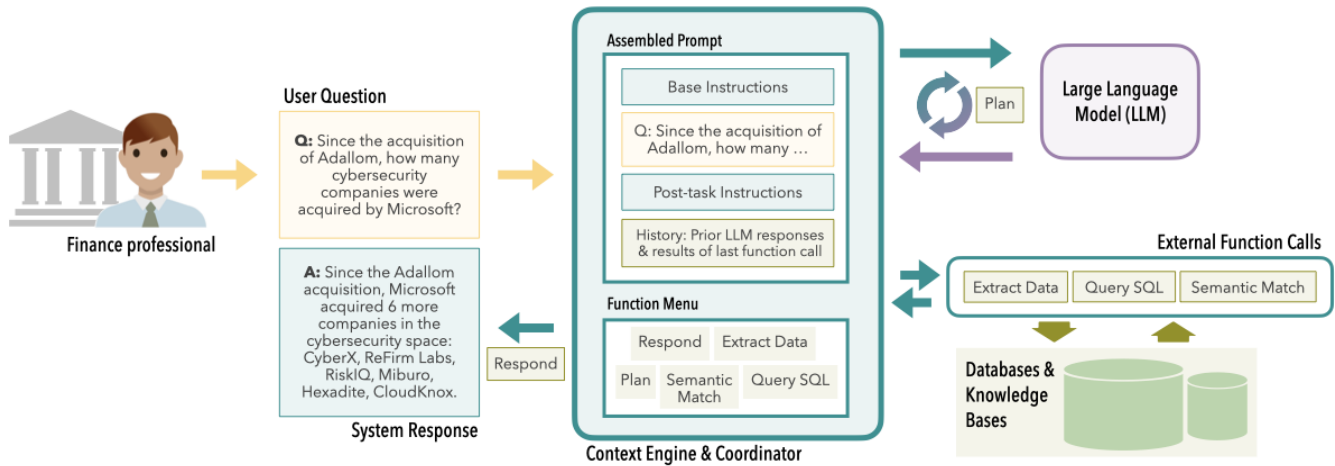 Finance professional
User Question
Q: Since the acquisition
of Adallom, how many
cybersecurity
companies were
acquired by Microsoft?
A: Since the Adallom
acquisition, Microsoft
acquired 6 more
companies in the
cybersecurity space:
CyberX, ReFirm Labs,
RiskIQ, Miburo,
Hexadite, CloudKnox.
System Response
Respond
Assembled Prompt
Base Instructions
Q: Since the acquisition of
Adallom, how many ...
Post-task Instructions
History: Prior LLM responses
& results of last function call
Function Menu
Respond
Extract Data
Plan
Semantic
Match
Query SQL
Context Engine & Coordinator
Plan
Large Language
Model (LLM)
External Function Calls
Extract Data
Query SQL
Semantic Match
Databases &
Knowledge
Bases